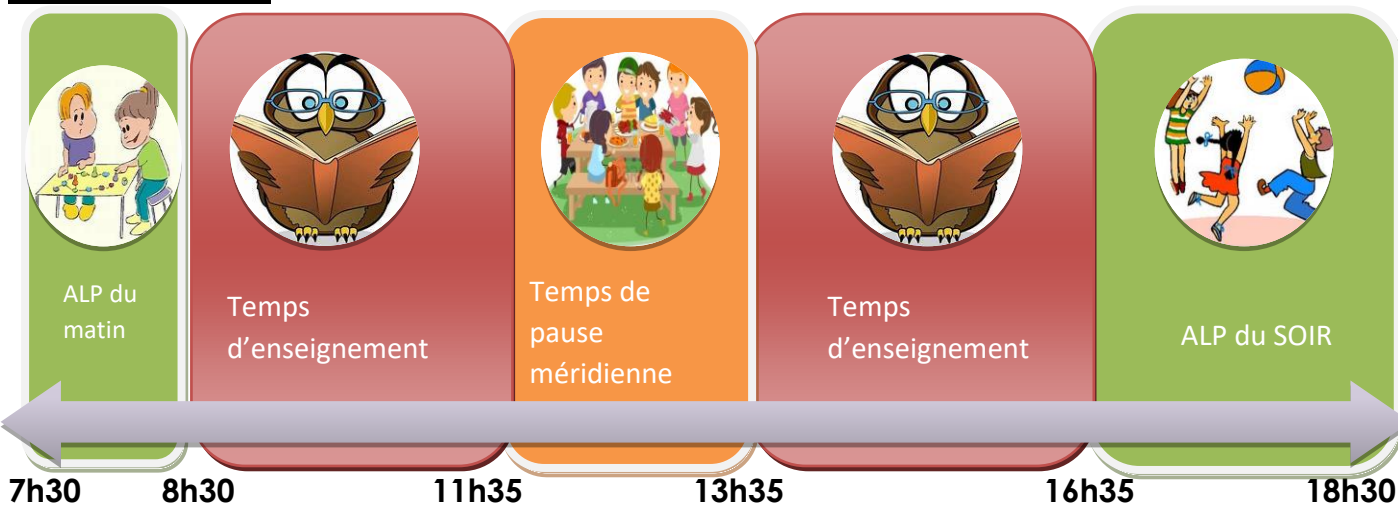 ALP du
matin
Temps
d’enseignement
Temps de
pause
méridienne
Temps
d’enseignement
ALP du SOIR
7h30 8h30 11h35 13h35 16h35 18h30